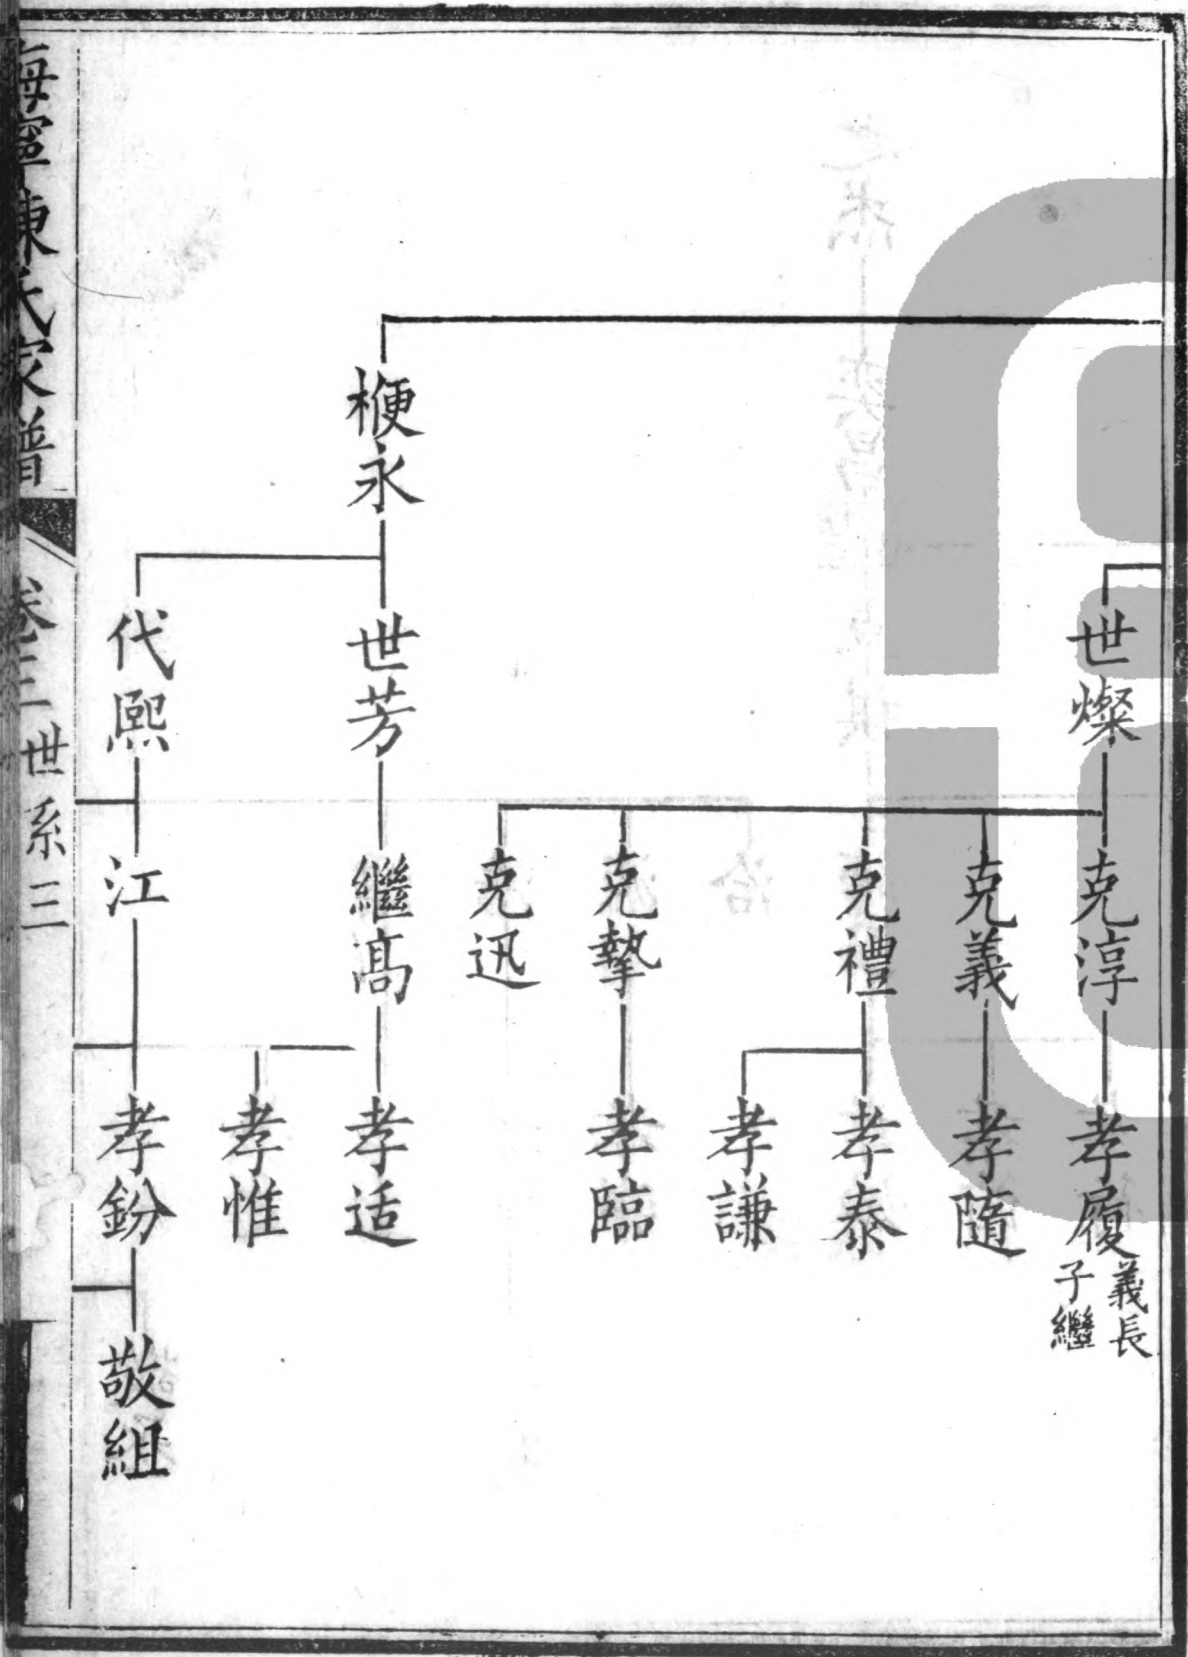 世燦
克淳
孝履
義長
子繼
克義
孝隨
克禮
孝泰
孝謙
克摯
孝臨
克迅
楩永
世芳
繼髙
孝适
孝惟
代熙
江
孝鈖
敬組
海寧陳氏家譜
卷三
世系三